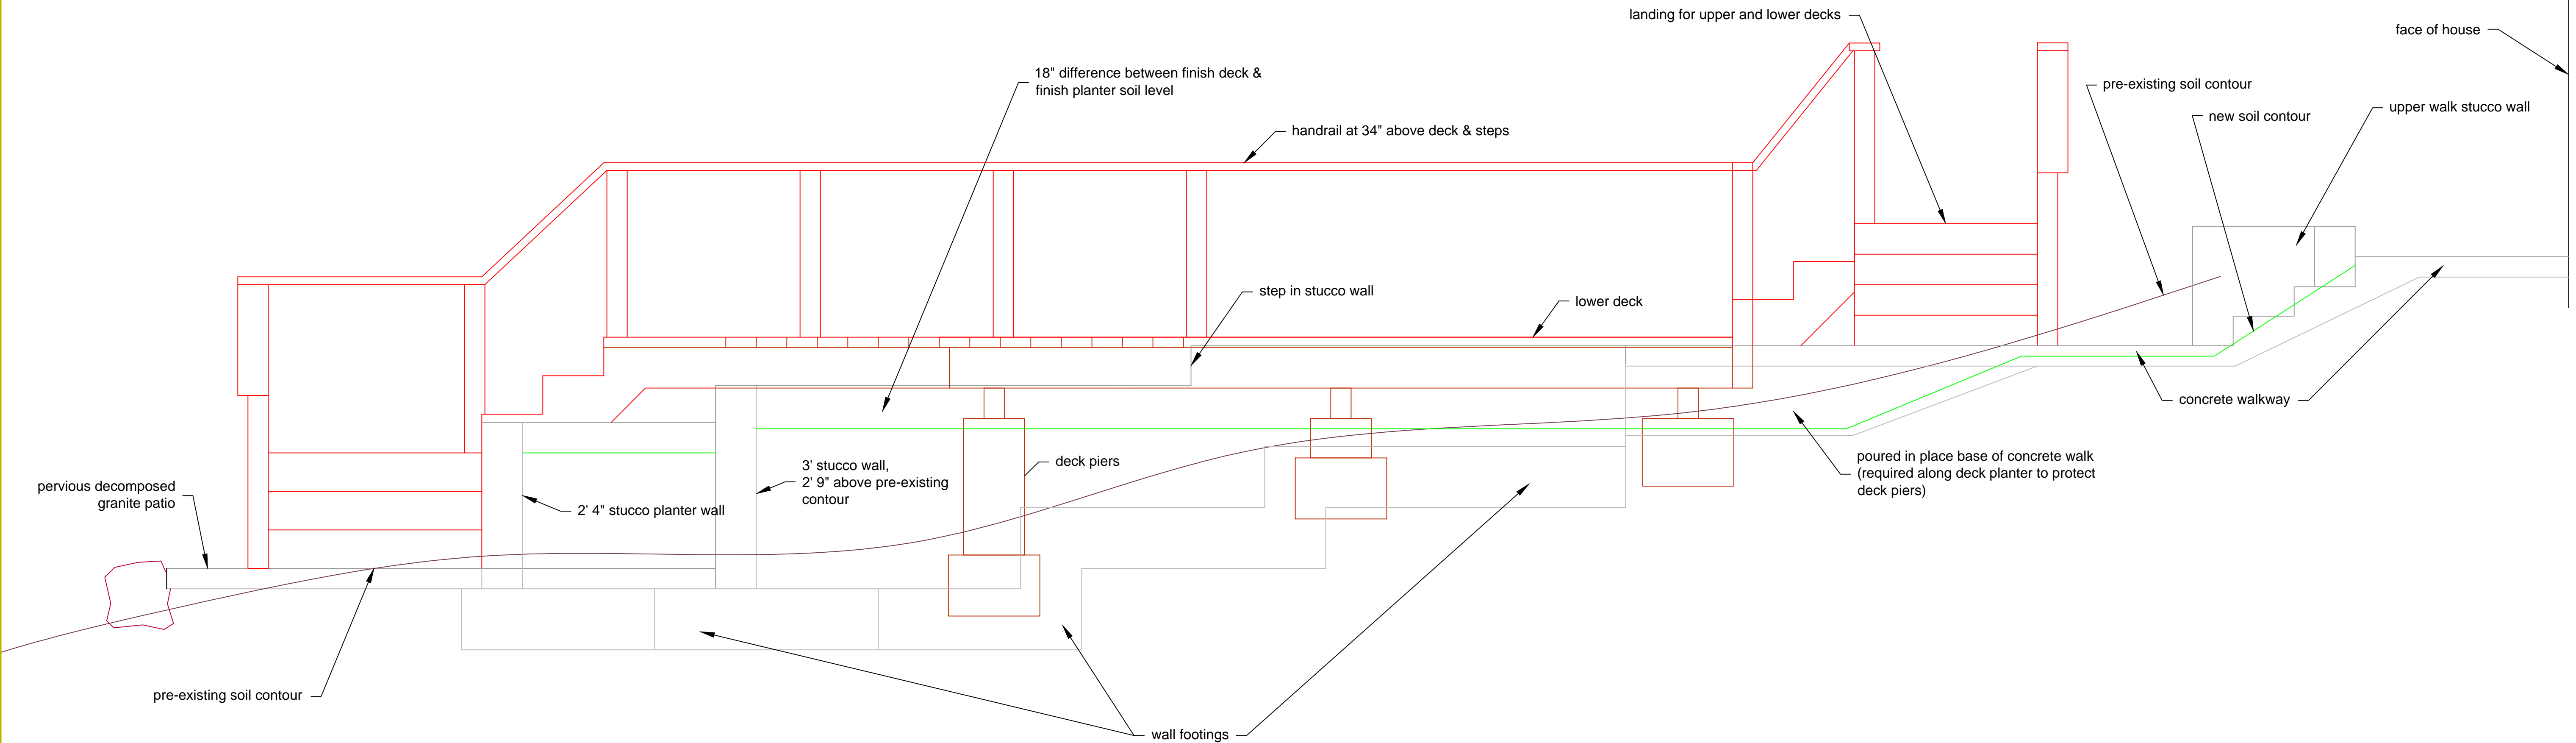 landing for upper and lower decks
face of house
18" difference between finish deck &
finish planter soil level
pre-existing soil contour
upper walk stucco wall
new soil contour
handrail at 34" above deck & steps
step in stucco wall
lower deck
concrete walkway
deck piers
poured in place base of concrete walk
(required along deck planter to protect
deck piers)
3' stucco wall,
2' 9" above pre-existing
contour
pervious decomposed
granite patio
2' 4" stucco planter wall
pre-existing soil contour
wall footings